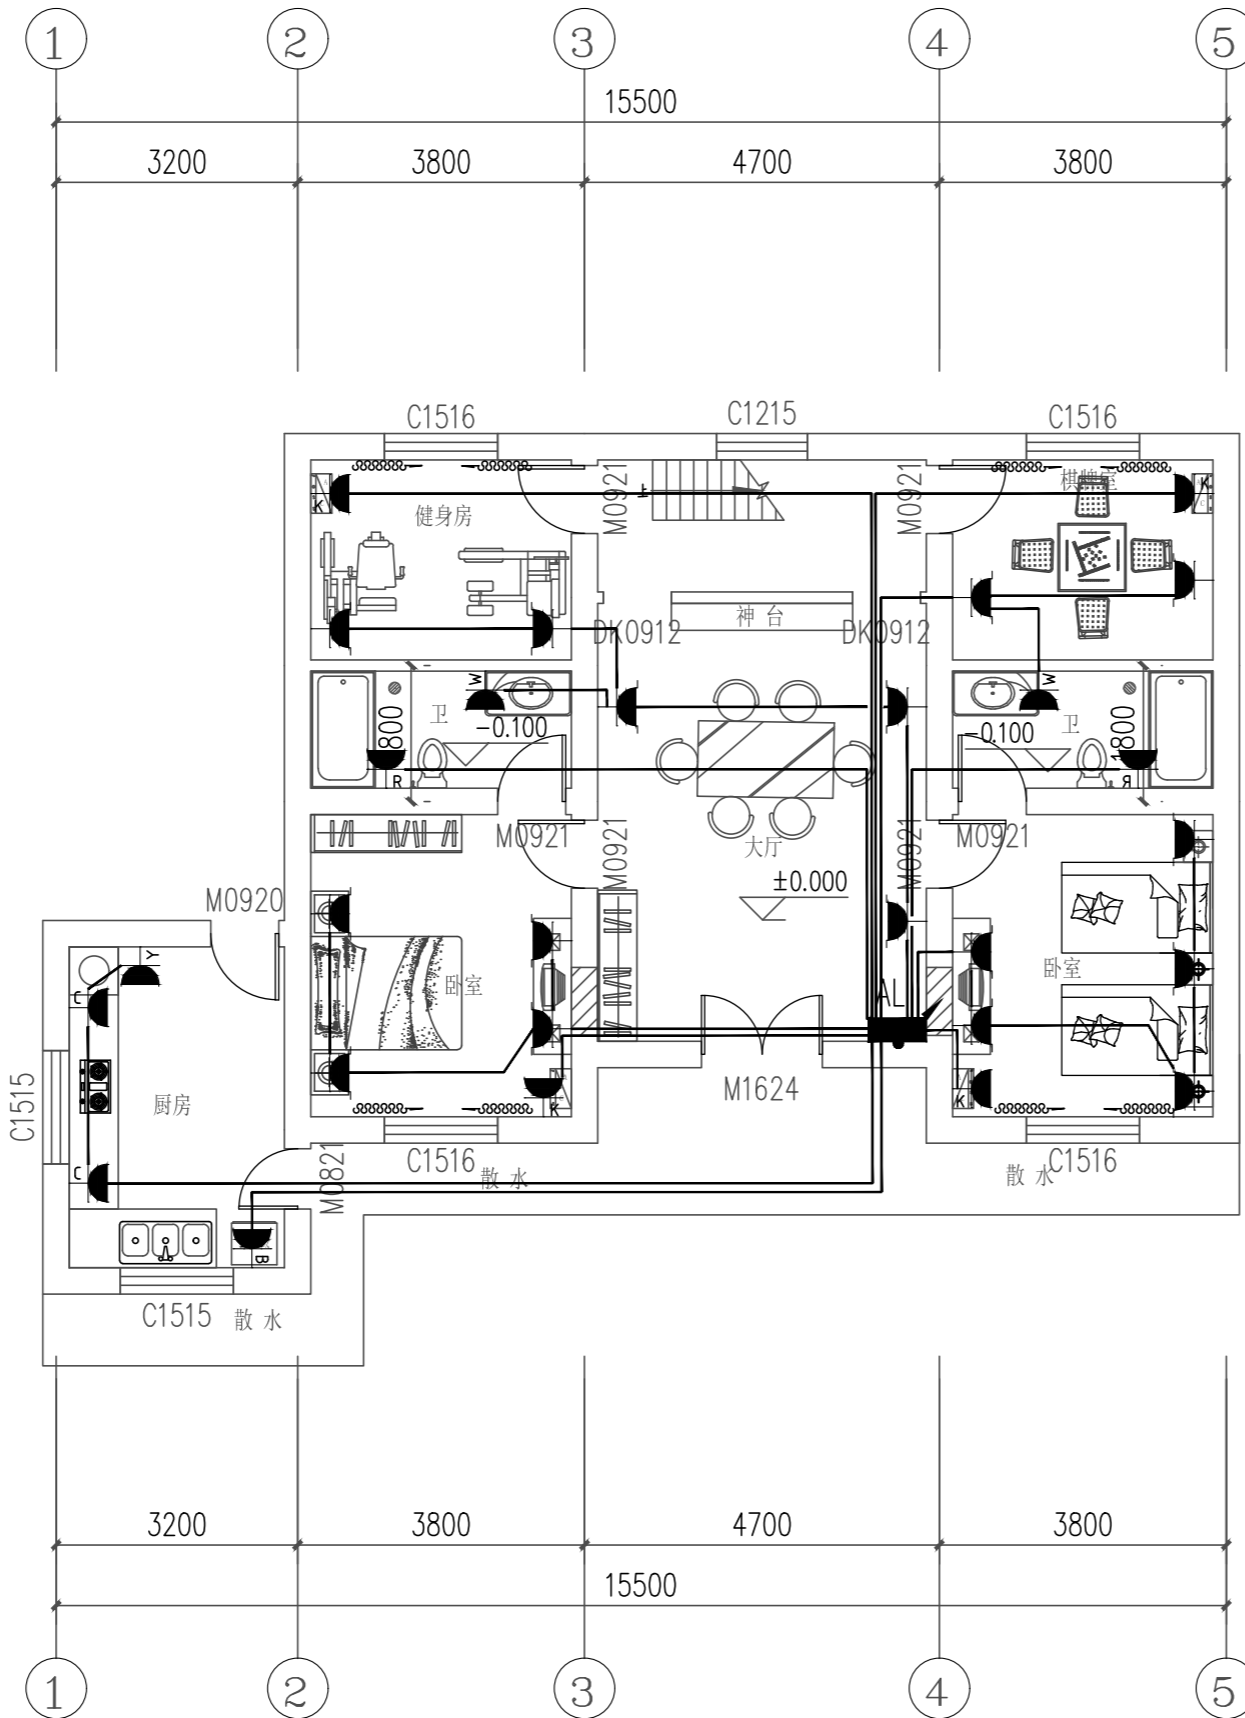 1 2 3 4 5
15500
3200 3800 4700 3800
C1516 C1215 C1516
M0921 M0921
棋牌室
K K
健身房
神 台
DK0912 DK0912
W W
卫 -0.100 -0.100 卫
800 1800
R R
M0921 M0921 M0921 M0921
大厅
±0.000
M0920
Y
卧室 卧室
C
AL
厨房
C1515
K K
M1624
M0821
C
C1516 C1516
散 水 散 水
B
C1515 散 水
3200 3800 4700 3800
15500
1 2 3 4 5